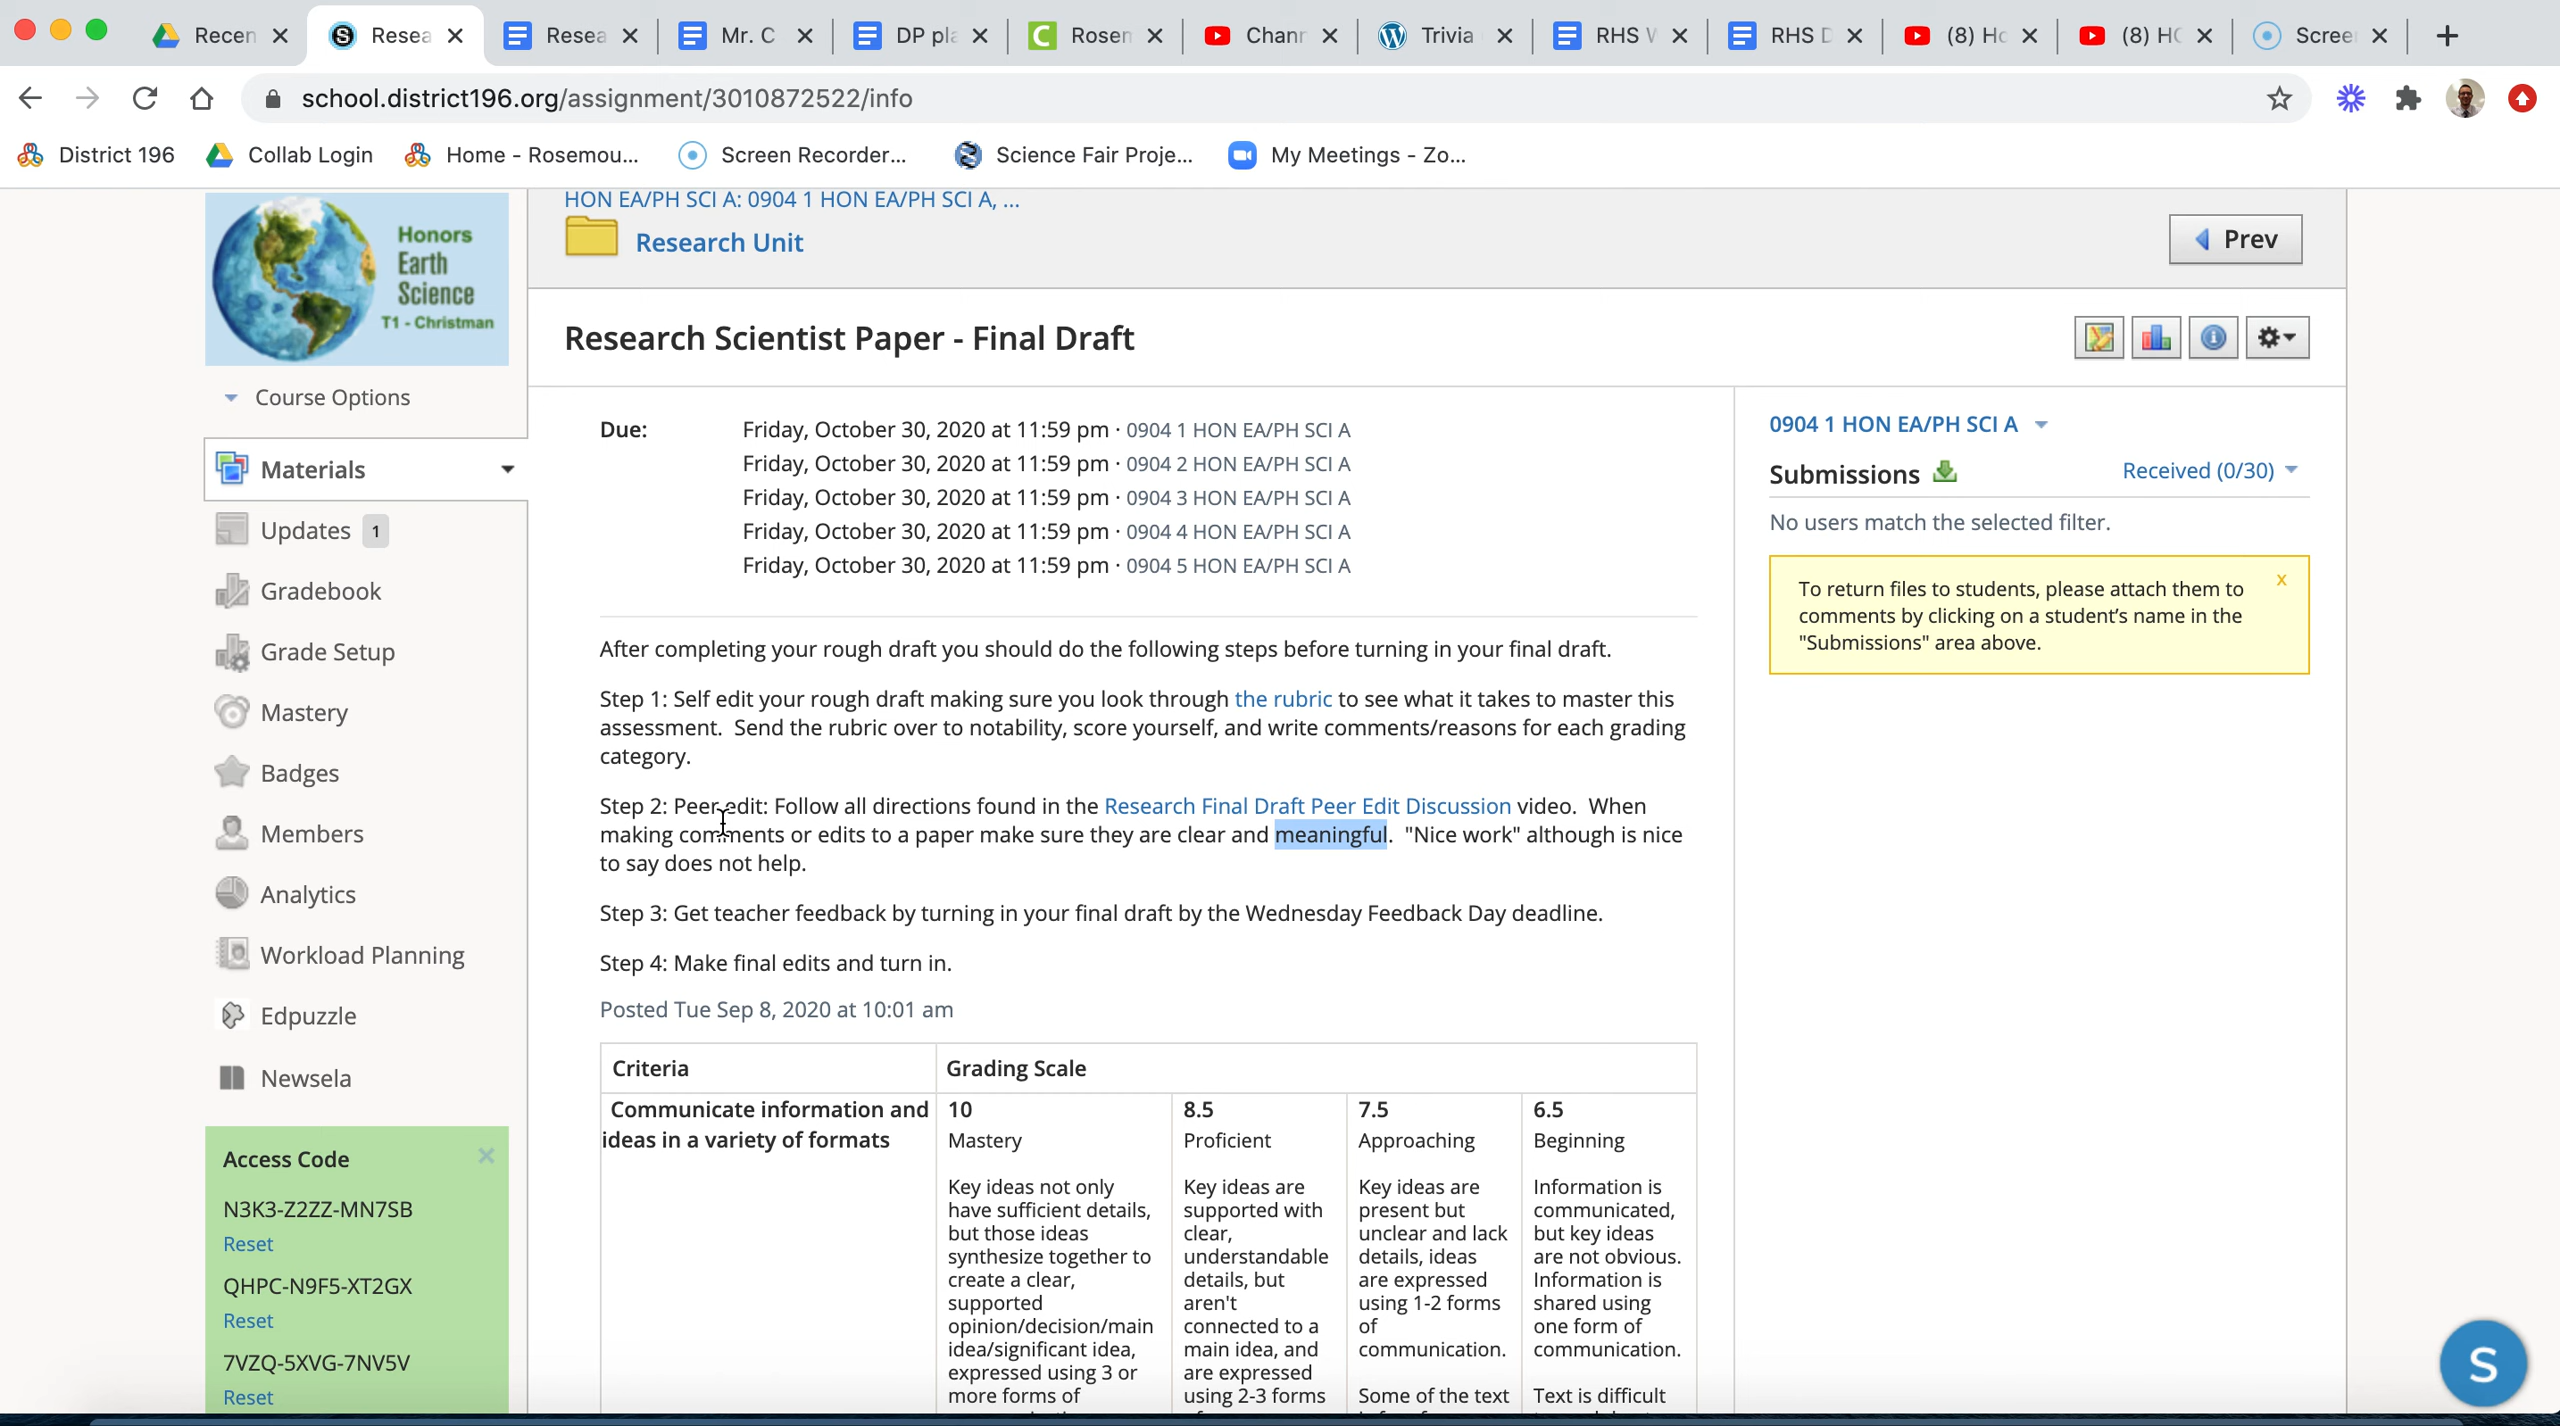 Recen
Resea
Resea
Mr. C
DP pla
Rosen
Chann
Trivia
RHS
RHS D
(8) Ho
(8) HO
Scree
school.district196.org/assignment/3010872522/info
District 196
Collab Login
Home - Rosemou...
Screen Recorder...
Science Fair Proje...
My Meetings - Zo...
Honors
Earth
Science
T1 - Christman
Course Options
Materials
Updates 1
Gradebook
Grade Setup
Mastery
Badges
Members
Analytics
Workload Planning
Edpuzzle
Newsela
Access Code
N3K3-Z2ZZ-MN7SB
Reset
QHPC-N9F5-XT2GX
Reset
7VZQ-5XVG-7NV5V
Reset
HON EA/PH SCI A: 0904 1 HON EA/PH SCI A, ...
Research Unit
Prev
Research Scientist Paper - Final Draft
Due:
Friday, October 30, 2020 at 11:59 pm · 0904 1 HON EA/PH SCI A
Friday, October 30, 2020 at 11:59 pm · 0904 2 HON EA/PH SCI A
Friday, October 30, 2020 at 11:59 pm · 0904 3 HON EA/PH SCI A
Friday, October 30, 2020 at 11:59 pm · 0904 4 HON EA/PH SCI A
Friday, October 30, 2020 at 11:59 pm · 0904 5 HON EA/PH SCI A
After completing your rough draft you should do the following steps before turning in your final draft.
Step 1: Self edit your rough draft making sure you look through the rubric to see what it takes to master this
assessment.  Send the rubric over to notability, score yourself, and write comments/reasons for each grading
category.
Step 2: Peer edit: Follow all directions found in the Research Final Draft Peer Edit Discussion video.  When
making comments or edits to a paper make sure they are clear and meaningful.  "Nice work" although is nice
to say does not help.
Step 3: Get teacher feedback by turning in your final draft by the Wednesday Feedback Day deadline.
Step 4: Make final edits and turn in.
Posted Tue Sep 8, 2020 at 10:01 am
Criteria
Grading Scale
Communicate information and
ideas in a variety of formats
10
Mastery
Key ideas not only
have sufficient details,
but those ideas
synthesize together to
create a clear,
supported
opinion/decision/main
idea/significant idea,
expressed using 3 or
more forms of
8.5
Proficient
Key ideas are
supported with
clear,
understandable
details, but
aren't
connected to a
main idea, and
are expressed
using 2-3 forms
7.5
Approaching
Key ideas are
present but
unclear and lack
details, ideas
are expressed
using 1-2 forms
of
communication.
Some of the text
6.5
Beginning
Information is
communicated,
but key ideas
are not obvious.
Information is
shared using
one form of
communication.
Text is difficult
0904 1 HON EA/PH SCI A
Submissions
Received (0/30)
No users match the selected filter.
To return files to students, please attach them to
comments by clicking on a student's name in the
"Submissions" area above.
x
S